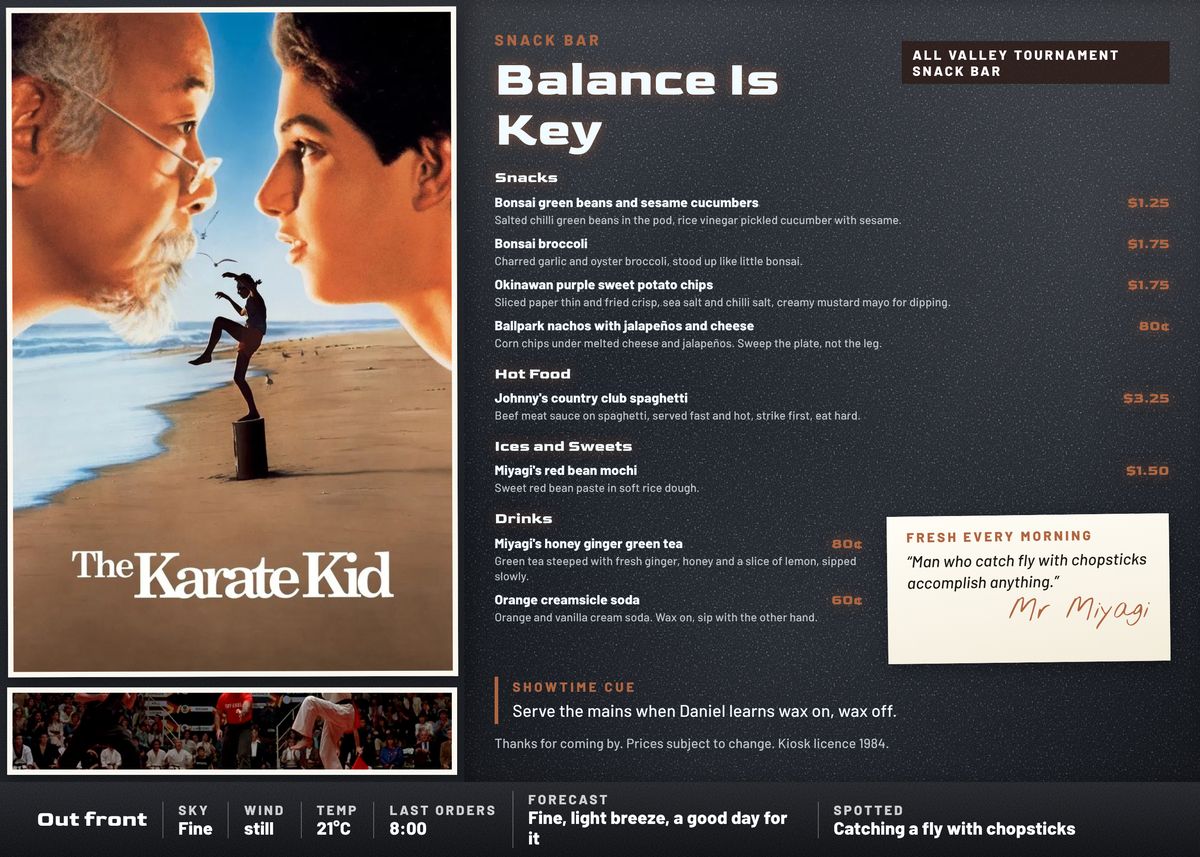 The Karate Kid
SNACK BAR
Balance Is
Key
ALL VALLEY TOURNAMENT
SNACK BAR
Snacks
Bonsai green beans and sesame cucumbers $1.25
Salted chilli green beans in the pod, rice vinegar pickled cucumber with sesame.
Bonsai broccoli $1.75
Charred garlic and oyster broccoli, stood up like little bonsai.
Okinawan purple sweet potato chips $1.75
Sliced paper thin and fried crisp, sea salt and chilli salt, creamy mustard mayo for dipping.
Ballpark nachos with jalapeños and cheese 80¢
Corn chips under melted cheese and jalapeños. Sweep the plate, not the leg.
Hot Food
Johnny's country club spaghetti $3.25
Beef meat sauce on spaghetti, served fast and hot, strike first, eat hard.
Ices and Sweets
Miyagi's red bean mochi $1.50
Sweet red bean paste in soft rice dough.
Drinks
Miyagi's honey ginger green tea 80¢
Green tea steeped with fresh ginger, honey and a slice of lemon, sipped
slowly.
Orange creamsicle soda 60¢
Orange and vanilla cream soda. Wax on, sip with the other hand.
FRESH EVERY MORNING
“Man who catch fly with chopsticks
accomplish anything.”
Mr Miyagi
SHOWTIME CUE
Serve the mains when Daniel learns wax on, wax off.
Thanks for coming by. Prices subject to change. Kiosk licence 1984.
Out front
SKY
Fine
WIND
still
TEMP
21°C
LAST ORDERS
8:00
FORECAST
Fine, light breeze, a good day for
it
SPOTTED
Catching a fly with chopsticks